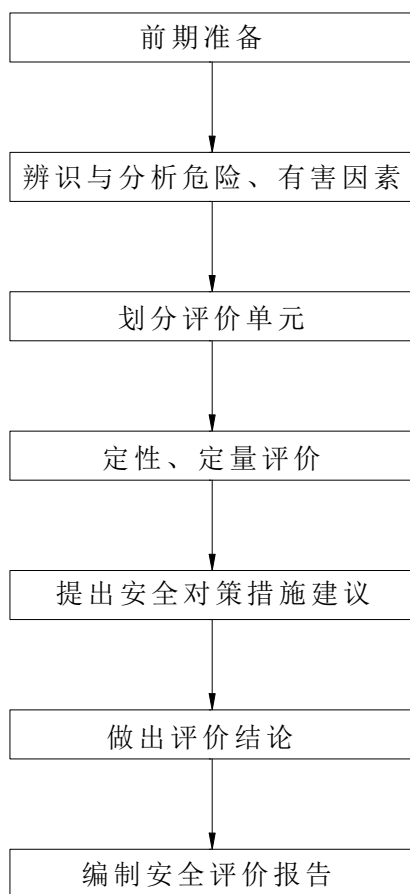 前期准备
辨识与分析危险、有害因素
划分评价单元
定性、定量评价
提出安全对策措施建议
做出评价结论
编制安全评价报告